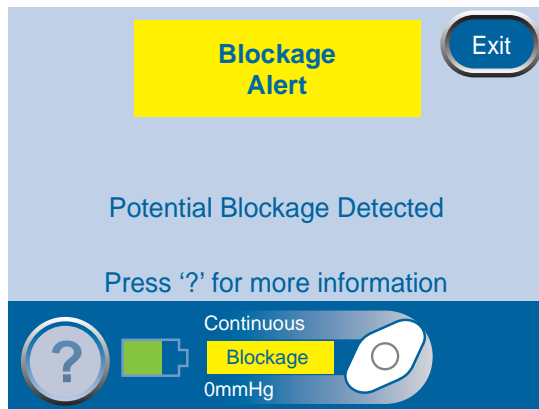 Blockage
Alert
Exit
Potential Blockage Detected
Press ‘?’ for more information
?
Continuous
Blockage
0mmHg